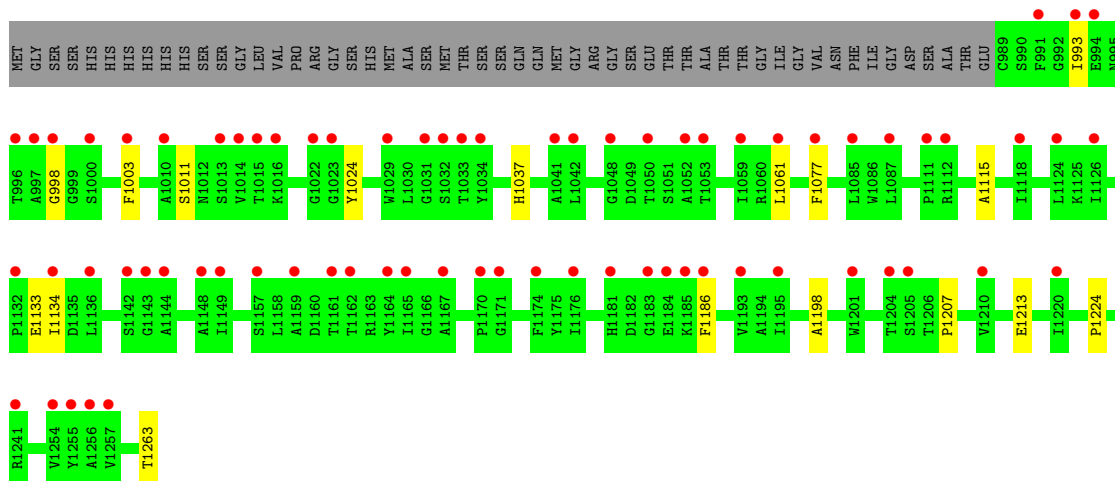 MET GLY SER SER HIS HIS HIS HIS HIS HIS SER SER GLY LEU VAL PRO ARG GLY SER HIS MET ALA SER MET THR SER SER GLN GLN MET GLY ARG GLY SER GLU THR THR ALA THR THR THR GLY ILE GLY VAL ASN PHE ILE GLY ASP SER ALA THR GLU C989 S990 F991 G992 I993 E994 N995
T996 A997 G998 G999 S1000 F1003 A1010 S1011 N1012 S1013 V1014 T1015 K1016 G1022 G1023 Y1024 W1029 L1030 G1031 S1032 T1033 Y1034 H1037 A1041 L1042 G1048 D1049 T1050 S1051 A1052 T1053 I1059 R1060 L1061 F1077 L1085 W1086 L1087 P1111 R1112 A1115 I1118 L1124 K1125 I1126
P1132 E1133 I1134 D1135 L1136 S1142 G1143 A1144 A1148 I1149 S1157 L1158 A1159 D1160 T1161 T1162 R1163 Y1164 I1165 G1166 A1167 P1170 G1171 F1174 Y1175 I1176 H1181 D1182 G1183 E1184 K1185 F1186 V1193 A1194 I1195 A1198 W1201 T1204 S1205 T1206 P1207 V1210 E1213 I1220 P1224
R1241 V1254 Y1255 A1256 V1257 T1263